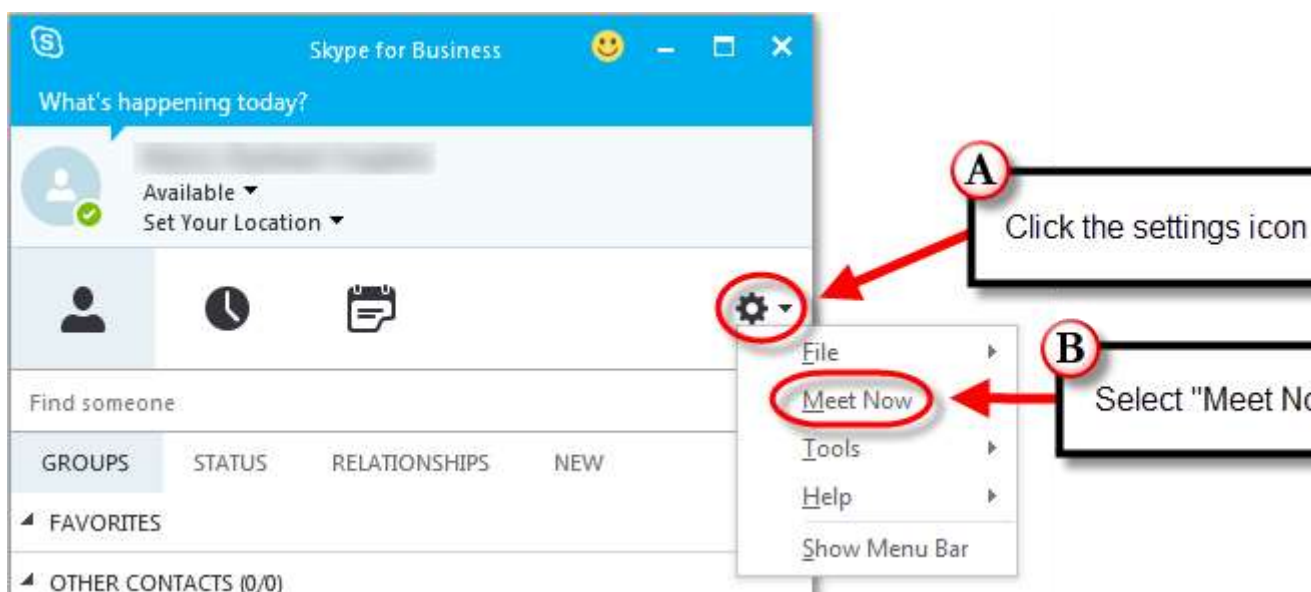 Skype for Business
What's happening today?
Available
Set Your Location
A
Click the settings icon
File
B
Meet Now
Select "Meet
Find someone
Tools
GROUPS STATUS RELATIONSHIPS NEW
Help
FAVORITES
Show Menu Bar
OTHER CONTACTS (0/0)